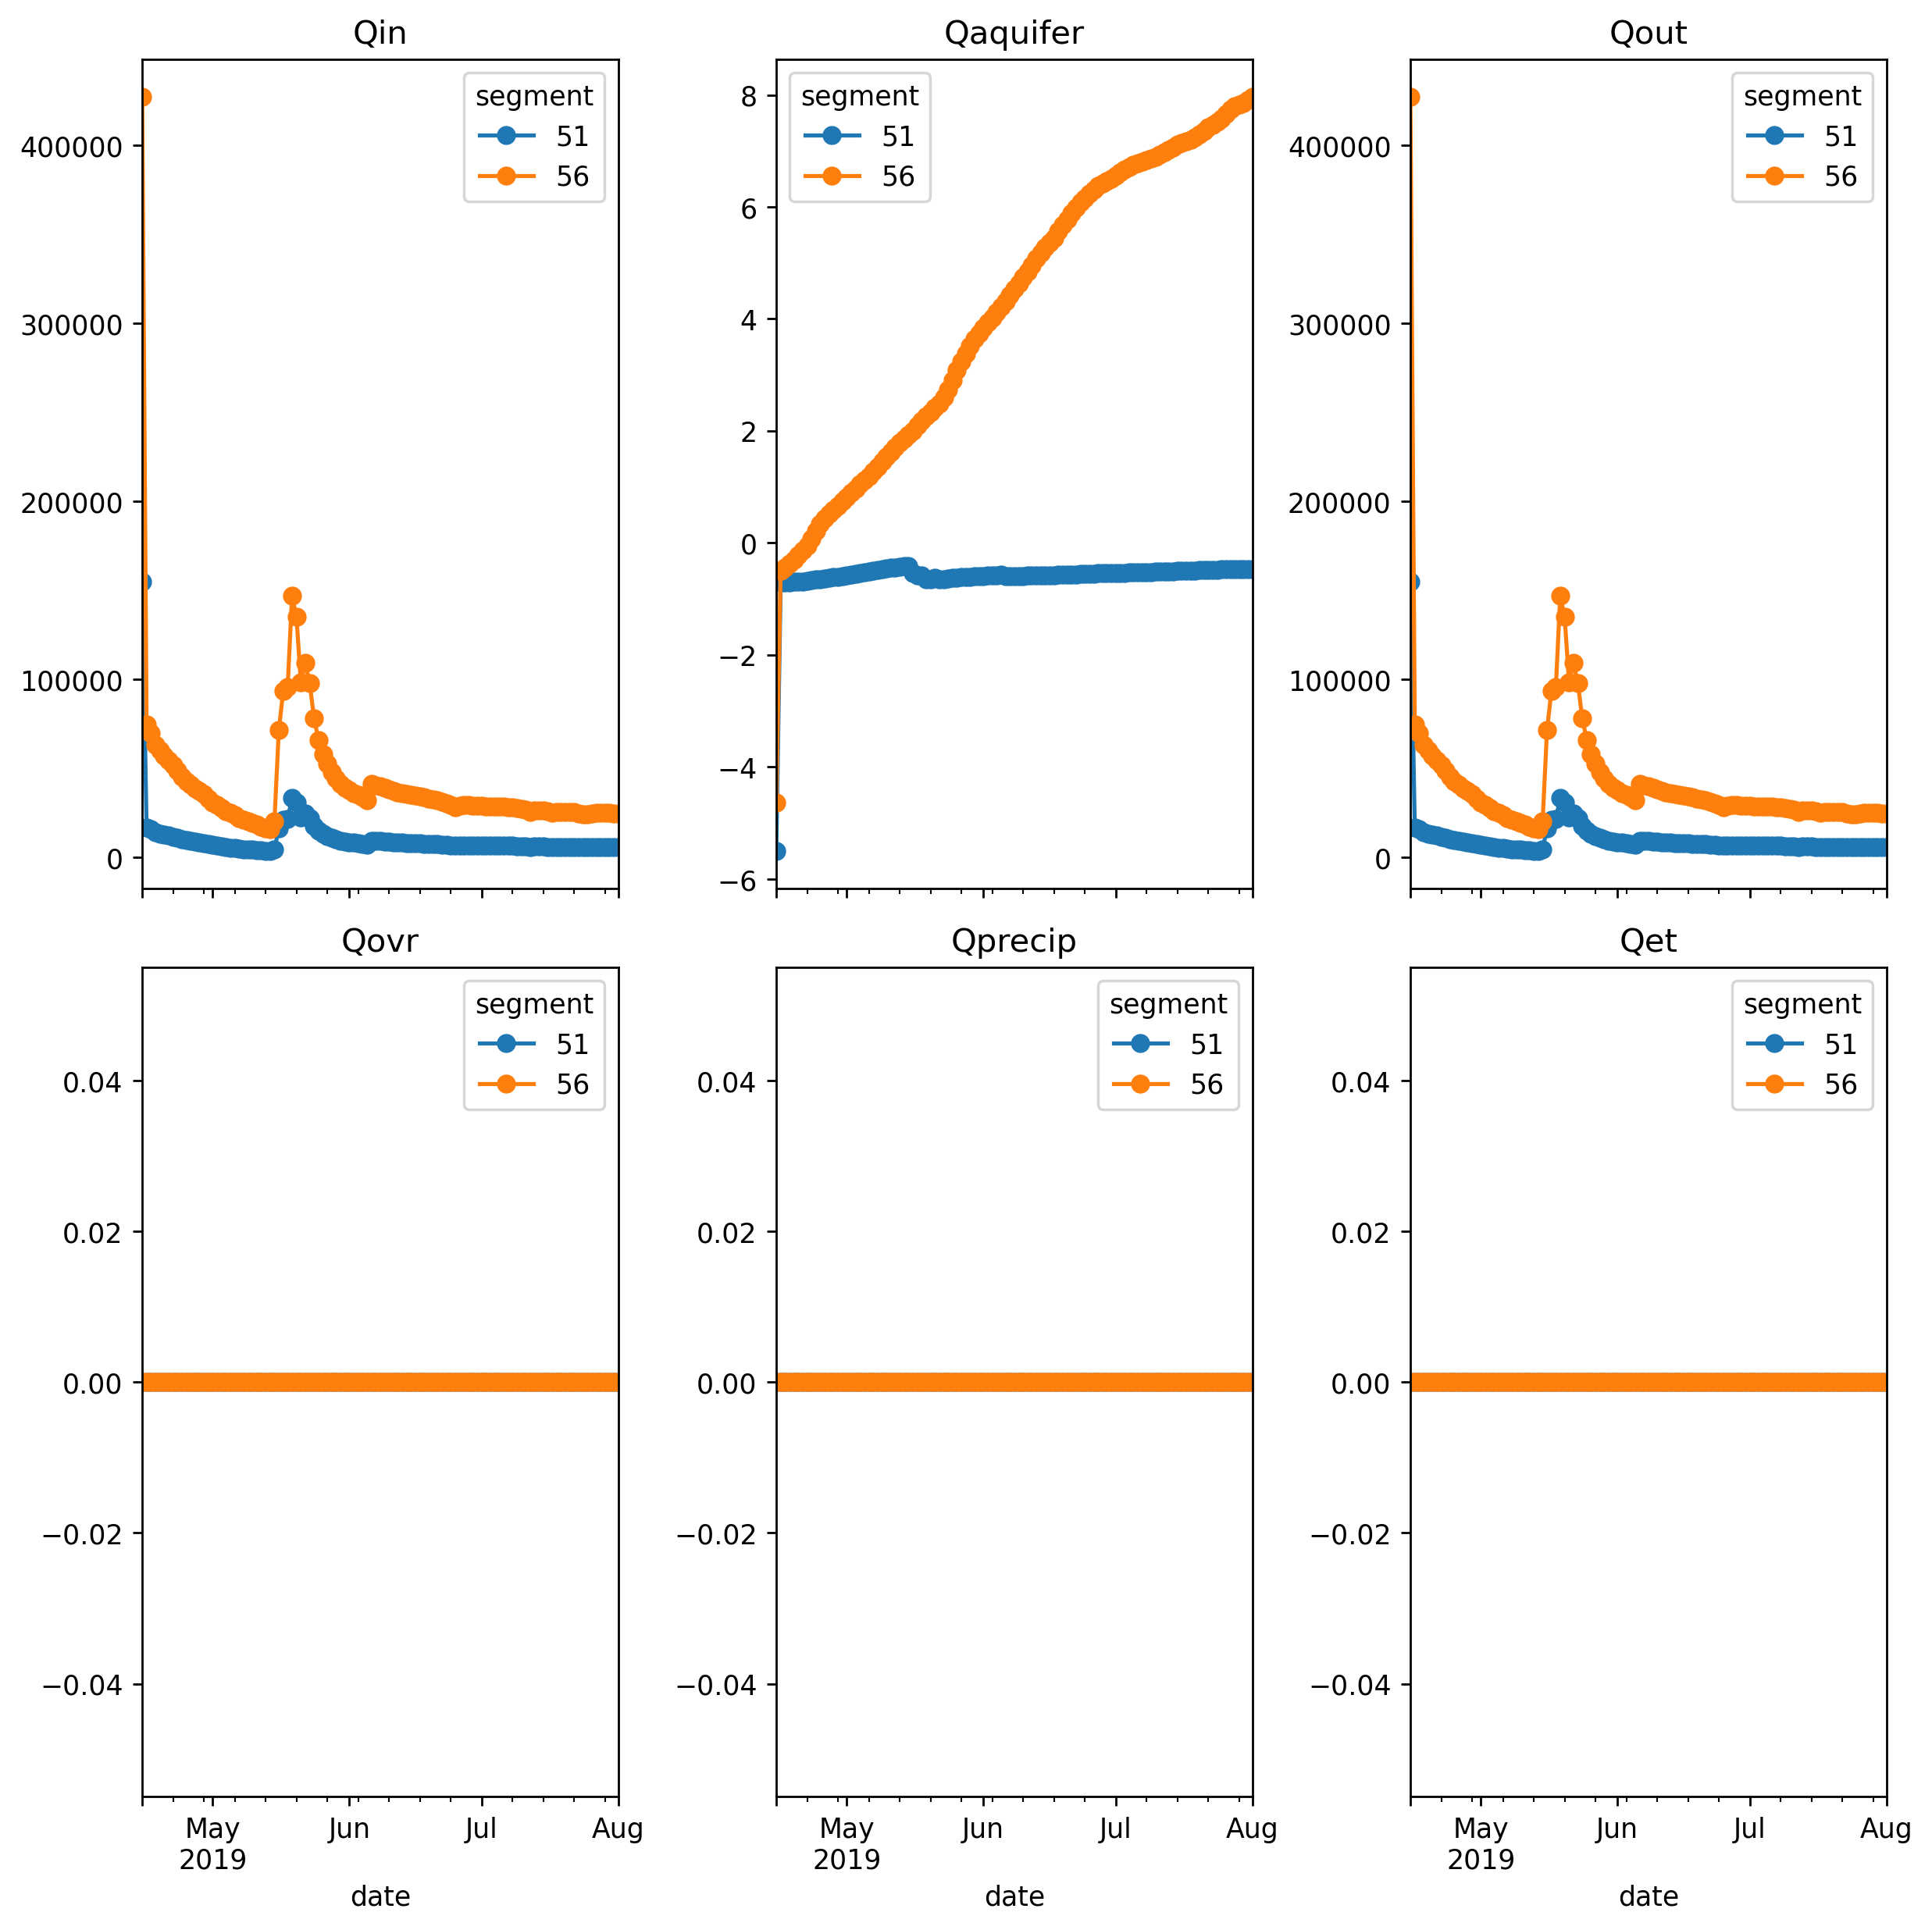 Qin
segment
51
56
400000
300000
200000
100000
0
Qaquifer
segment
51
56
8
6
4
2
0
−2
−4
−6
Qout
segment
51
56
400000
300000
200000
100000
0
Qovr
segment
51
56
0.04
0.02
0.00
−0.02
−0.04
May
2019
Jun
Jul
Aug
date
Qprecip
segment
51
56
0.04
0.02
0.00
−0.02
−0.04
May
2019
Jun
Jul
Aug
date
Qet
segment
51
56
0.04
0.02
0.00
−0.02
−0.04
May
2019
Jun
Jul
Aug
date